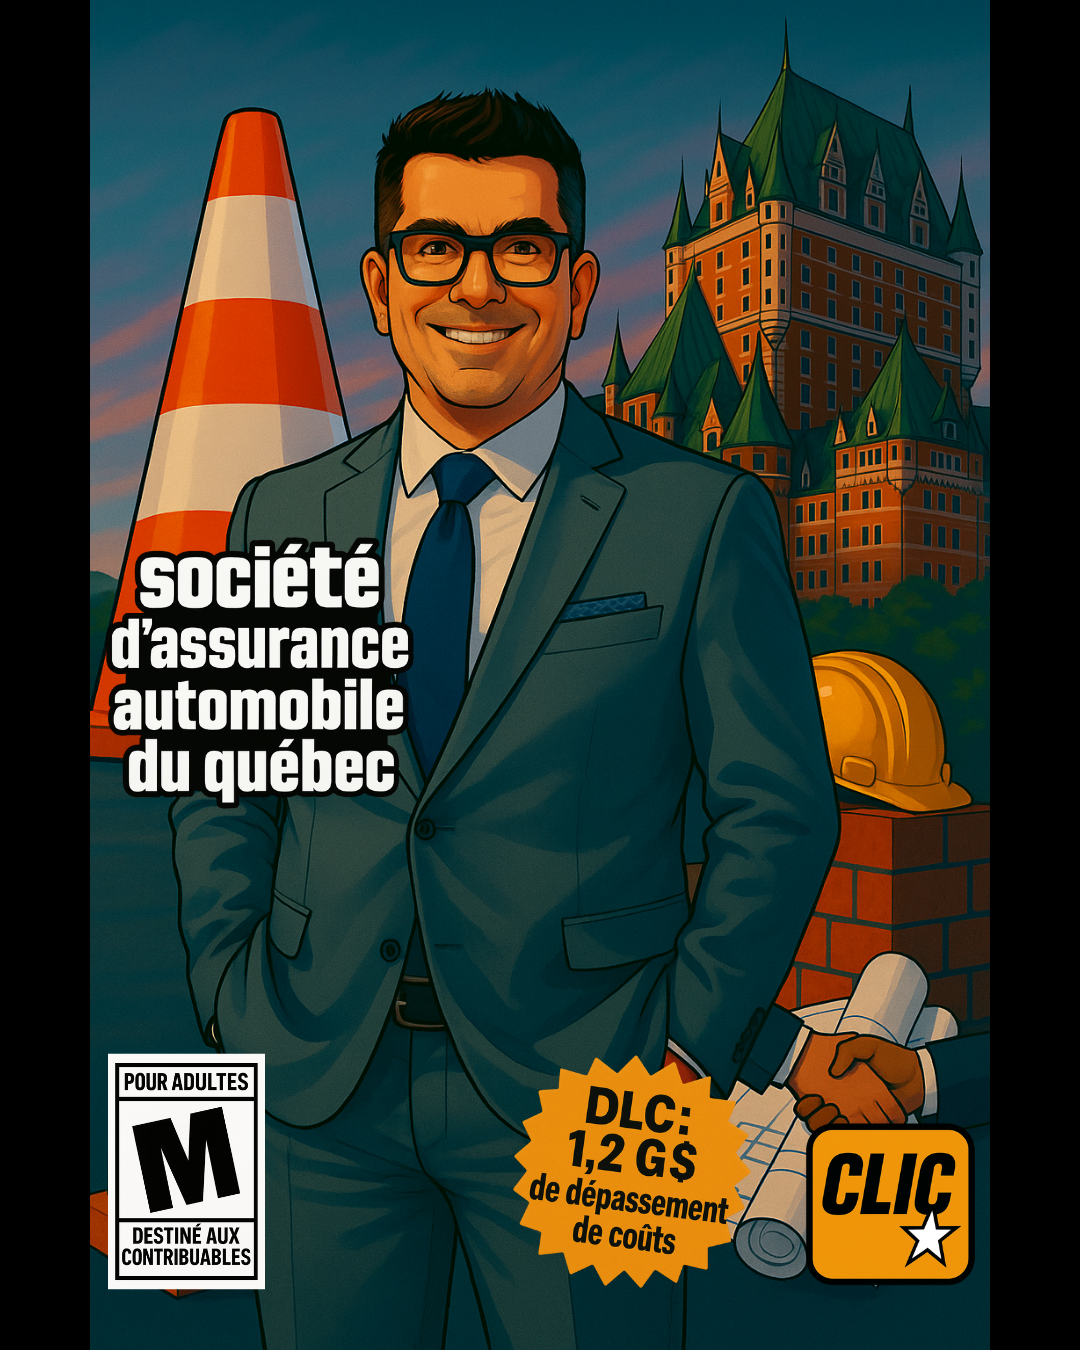 société
d'assurance
automobile
du québec
POUR ADULTES
M
DESTINÉ AUX
CONTRIBUABLES
DLC:
1,2 G$
de dépassement
de coûts
CLIC